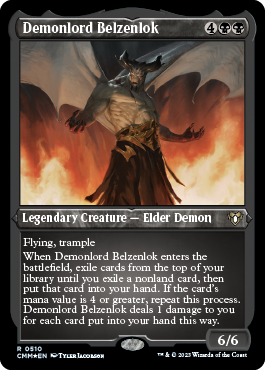 Demonlord Belzenlok 4
Legendary Creature — Elder Demon
Flying, trample
When Demonlord Belzenlok enters the
battlefield, exile cards from the top of your
library until you exile a nonland card, then
put that card into your hand. If the card's
mana value is 4 or greater, repeat this process.
Demonlord Belzenlok deals 1 damage to you
for each card put into your hand this way.
6/6
R 0510
CMM★EN Tyler Jacobson
™ & © 2023 Wizards of the Coast